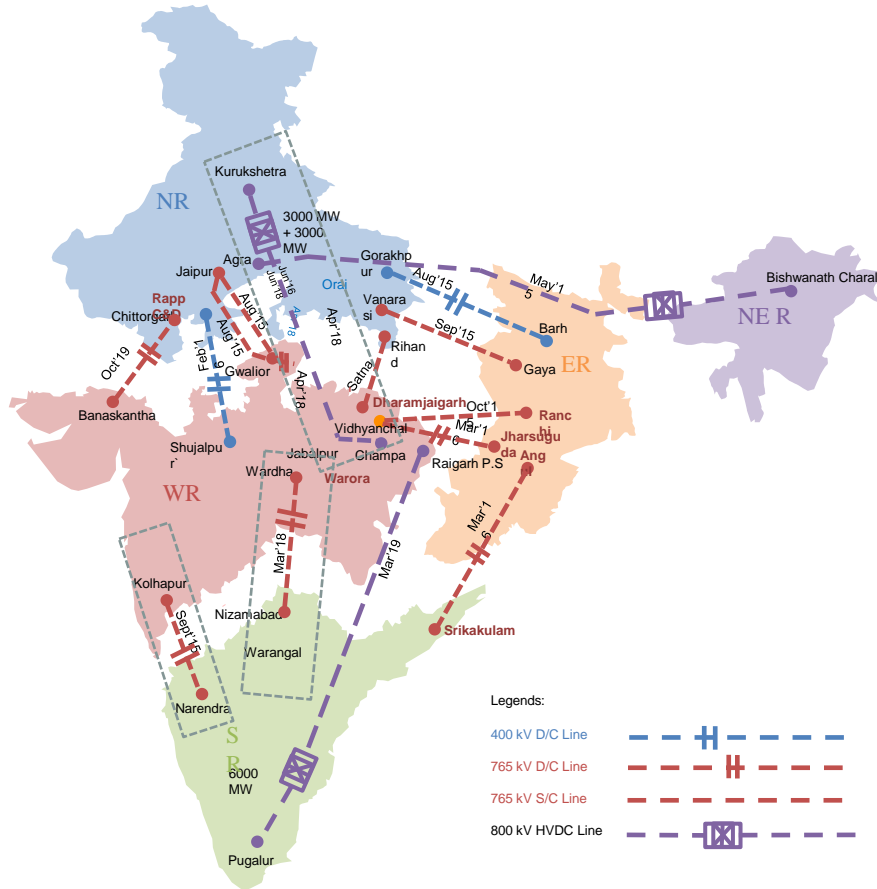 Kurukshetra
NR
3000 MW
+ 3000
MW
Agra
Jun'16
Jun'18
Gorakhp
ur
Aug'15
May'1
5
Bishwanath Charal
NE R
Jaipur
Orai
Rapp
Chittorgarh
Vanara
si
Sep'15
Barh
ER
Gaya
Aug'15
Aug'15
Apr'18
Rihan
d
Oct'19
Feb'1
6
Gwalior
Apr'18
Satna
Banaskantha
Dharamjaigarh
Oct'1
Ranc
hi
Mar'1
6
Vidhyanchal
Jharsugu
da
Ang
Shujalpu
r`
Jabalpur
Champa
Raigarh P.S
Wardha
Warora
WR
Mar'18
Mar'19
Mar'1
6
Kolhapur
Sept'15
Nizamabad
Srikakulam
Warangal
Narendra
S
R
6000
MW
Pugalur
Legends:
400 kV D/C Line
765 kV D/C Line
765 kV S/C Line
800 kV HVDC Line